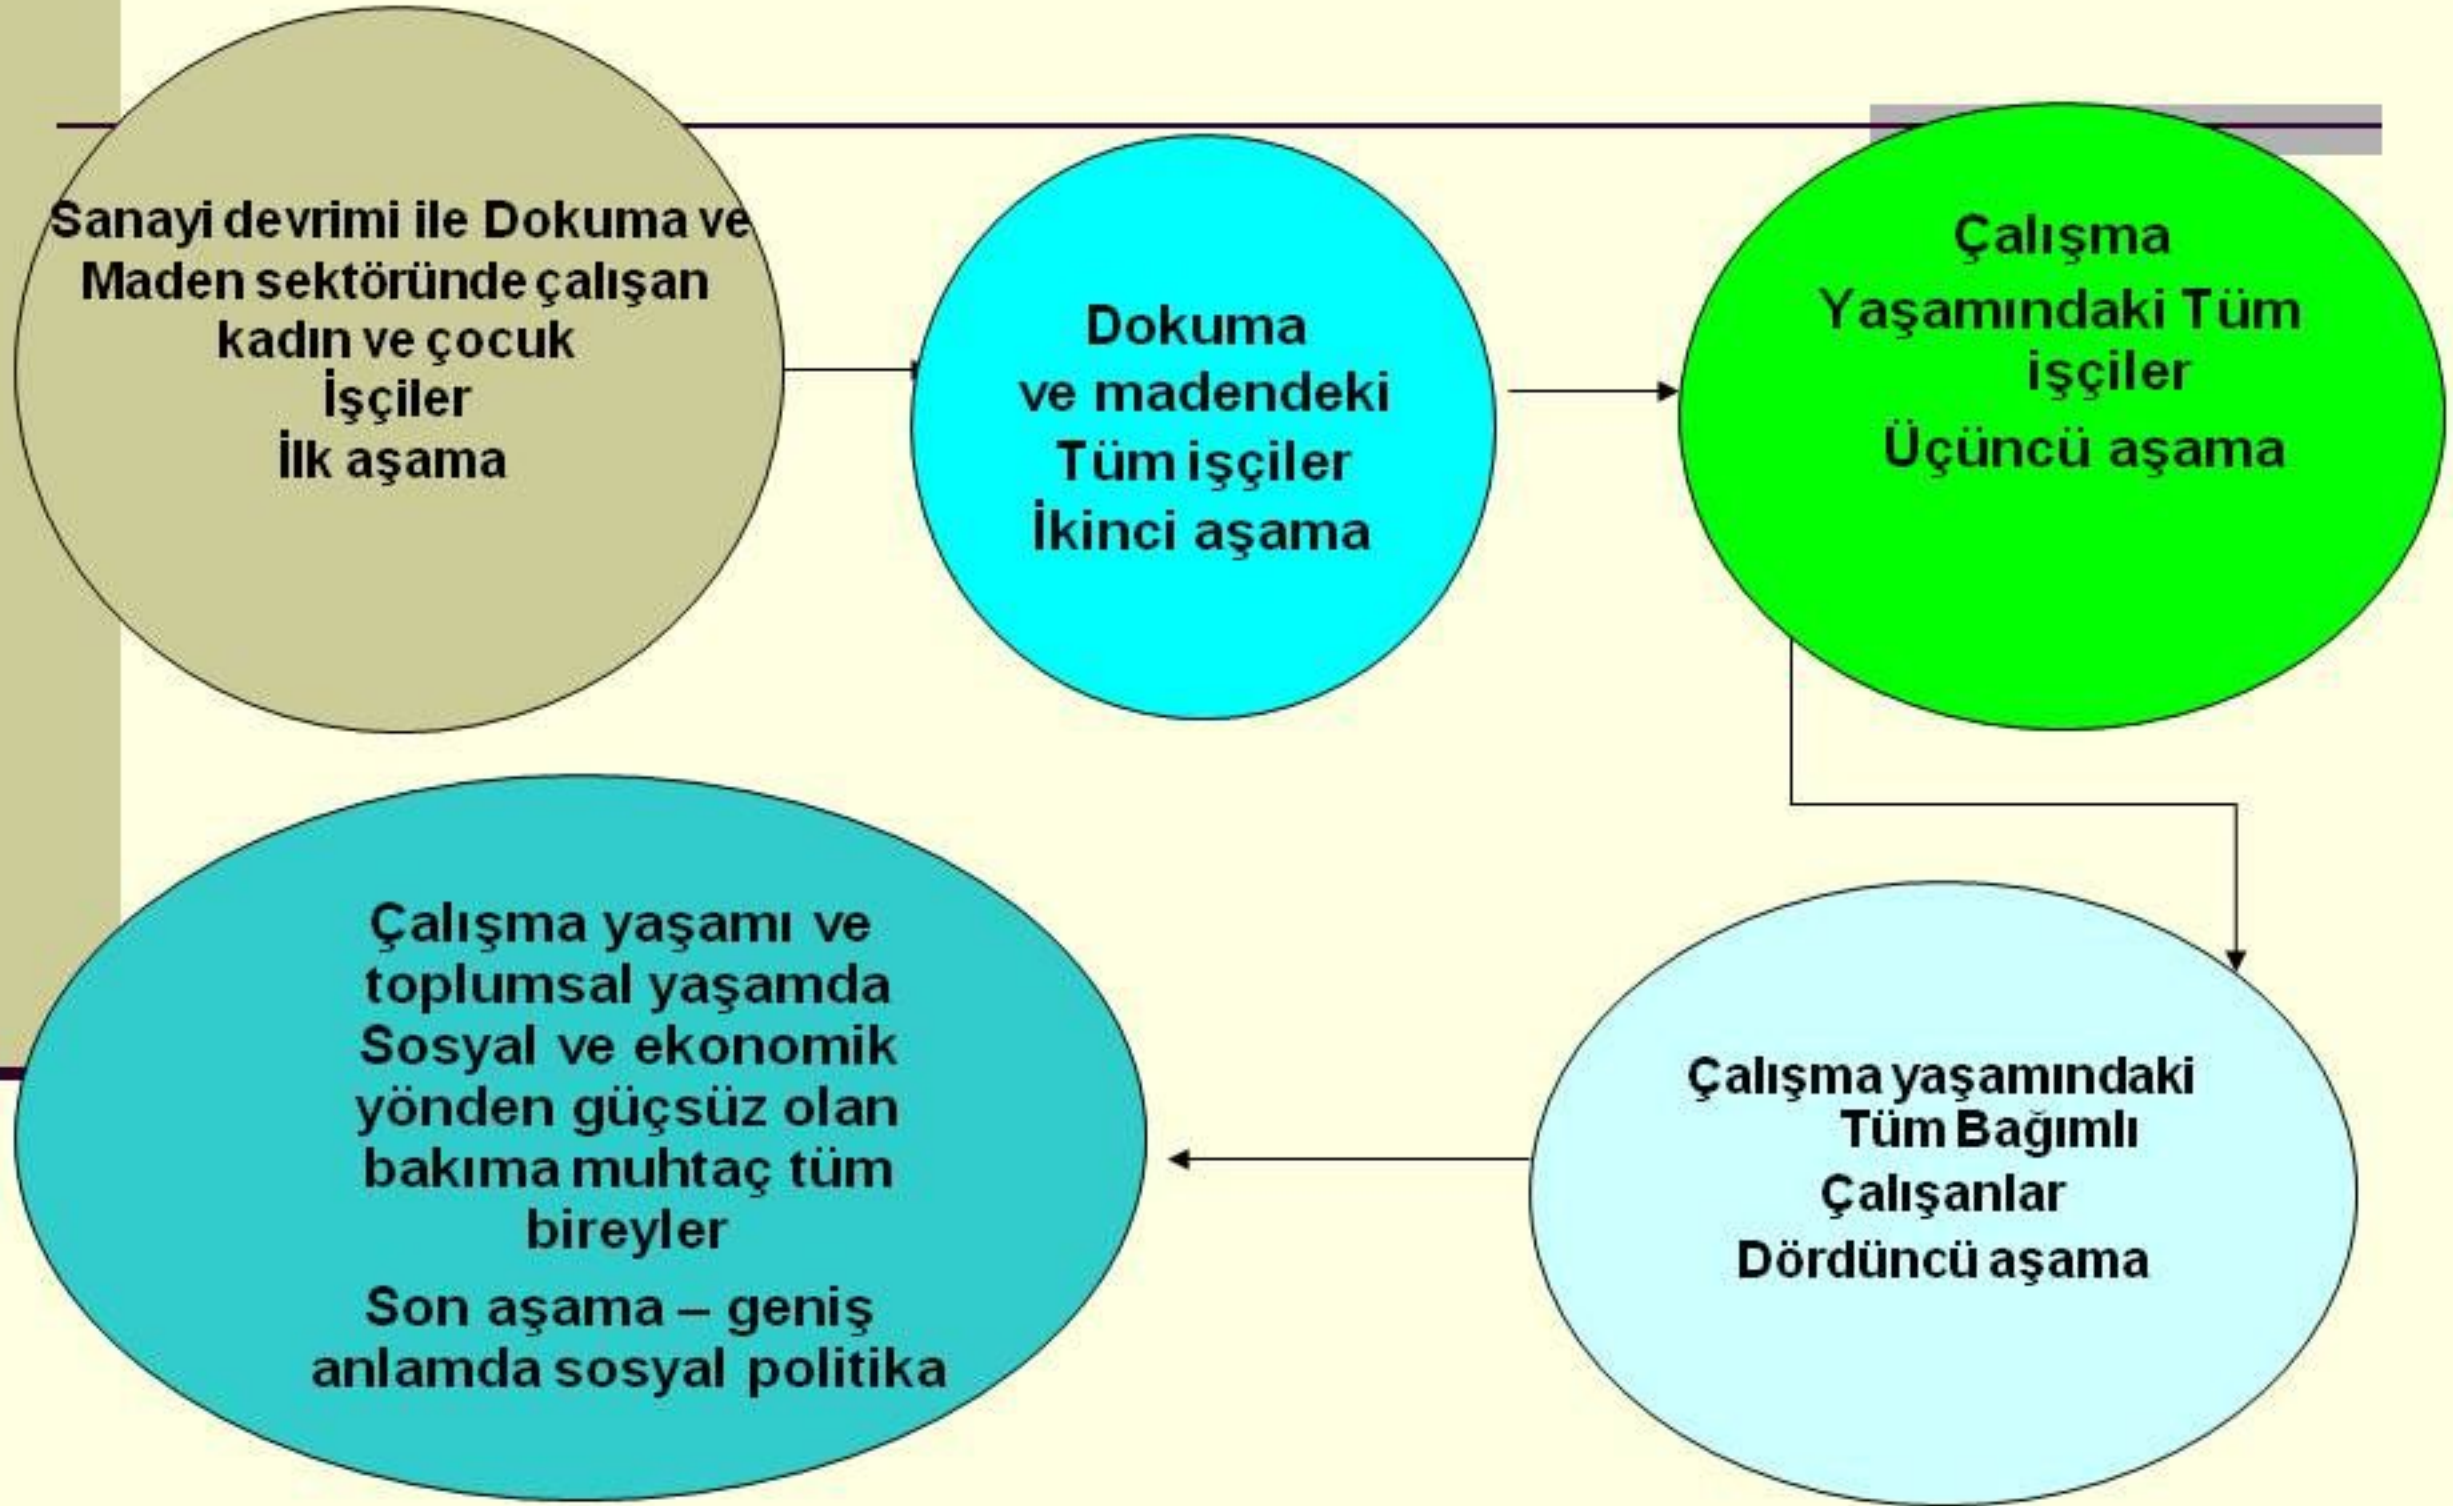 Sanayi devrimi ile Dokuma ve
Maden sektöründe çalışan
kadın ve çocuk
İşçiler
İlk aşama
Dokuma
ve madendeki
Tüm işçiler
İkinci aşama
Çalışma
Yaşamındaki Tüm
işçiler
Üçüncü aşama
Çalışma yaşamındaki
Tüm Bağımlı
Çalışanlar
Dördüncü aşama
Çalışma yaşamı ve
toplumsal yaşamda
Sosyal ve ekonomik
yönden güçsüz olan
bakıma muhtaç tüm
bireyler
Son aşama – geniş
anlamda sosyal politika